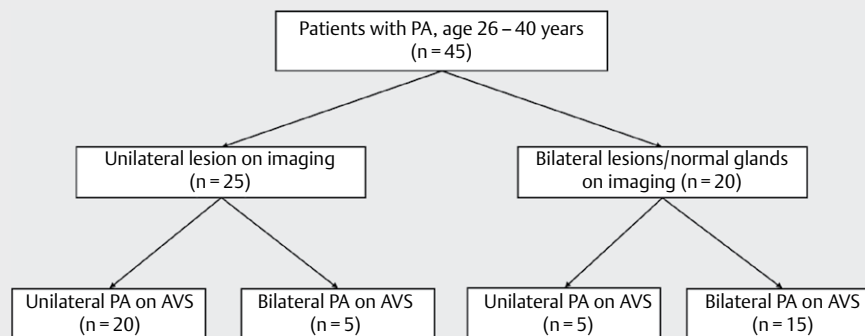 Patients with PA, age 26 – 40 years
(n = 45)
Unilateral lesion on imaging
(n = 25)
Bilateral lesions/normal glands
on imaging (n = 20)
Unilateral PA on AVS
(n = 20)
Bilateral PA on AVS
(n = 5)
Unilateral PA on AVS
(n = 5)
Bilateral PA on AVS
(n = 15)